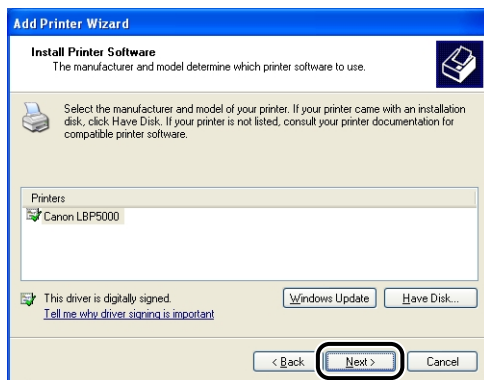 Add Printer Wizard
Install Printer Software
The manufacturer and model determine which printer software to use.
Select the manufacturer and model of your printer. If your printer came with an installation
disk, click Have Disk. If your printer is not listed, consult your printer documentation for
compatible printer software.
Printers
Canon LBP5000
This driver is digitally signed.
Tell me why driver signing is important
Windows Update
Have Disk...
< Back
Next >
Cancel